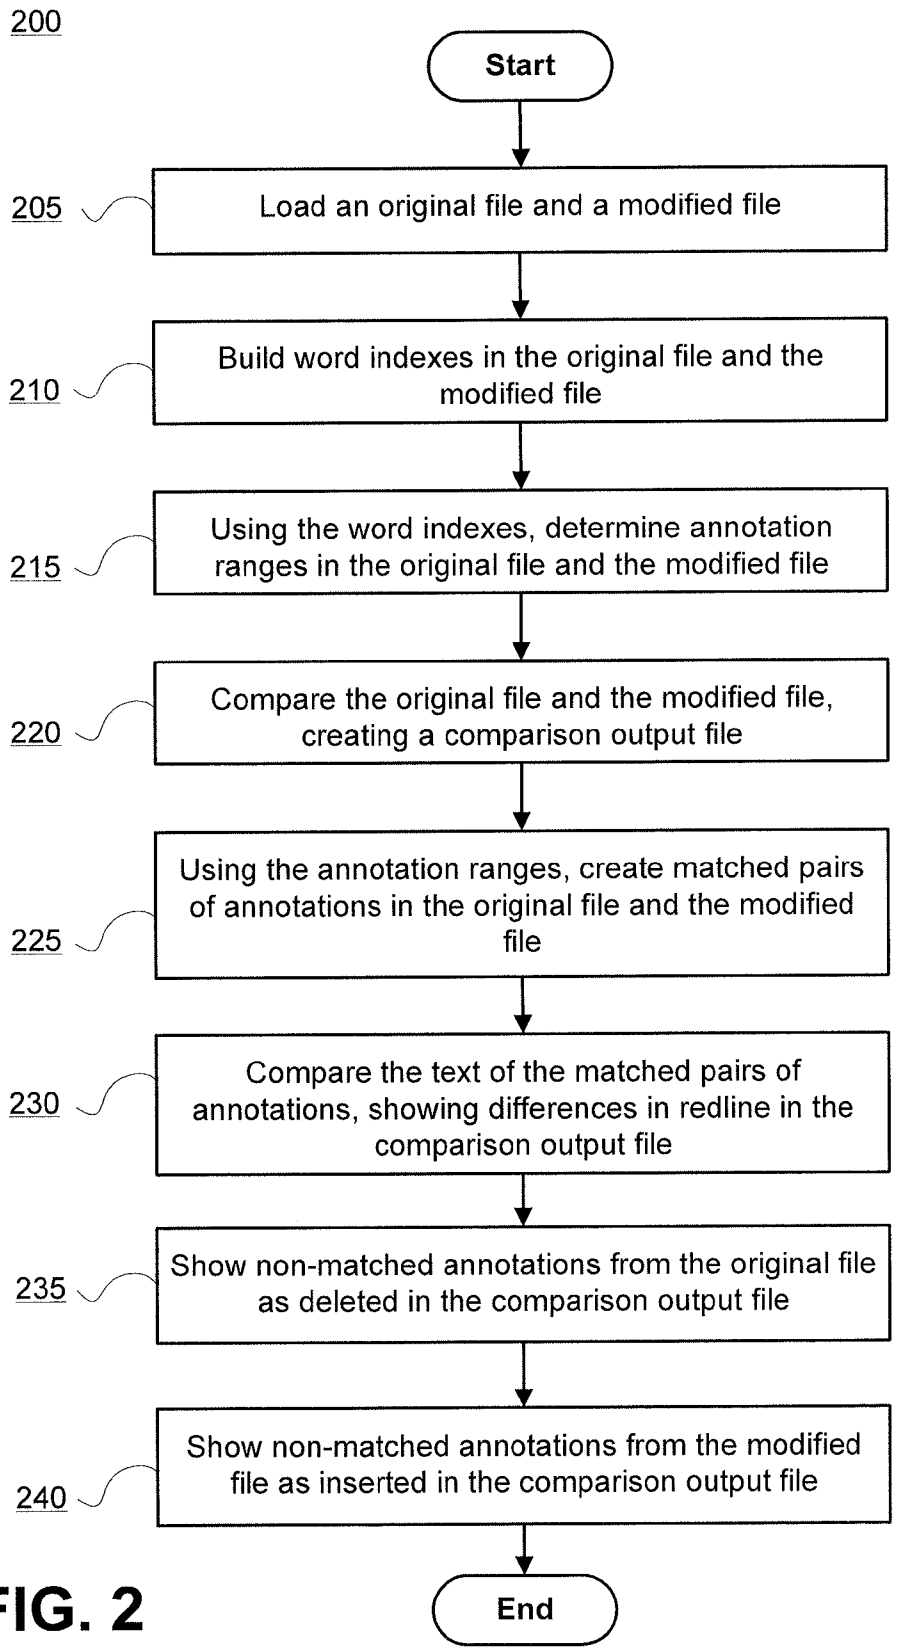 200
Start
205
Load an original file and a modified file
210
Build word indexes in the original file and the
modified file
215
Using the word indexes, determine annotation
ranges in the original file and the modified file
220
Compare the original file and the modified file,
creating a comparison output file
225
Using the annotation ranges, create matched pairs
of annotations in the original file and the modified
file
230
Compare the text of the matched pairs of
annotations, showing differences in redline in the
comparison output file
235
Show non-matched annotations from the original file
as deleted in the comparison output file
240
Show non-matched annotations from the modified
file as inserted in the comparison output file
End
FIG. 2